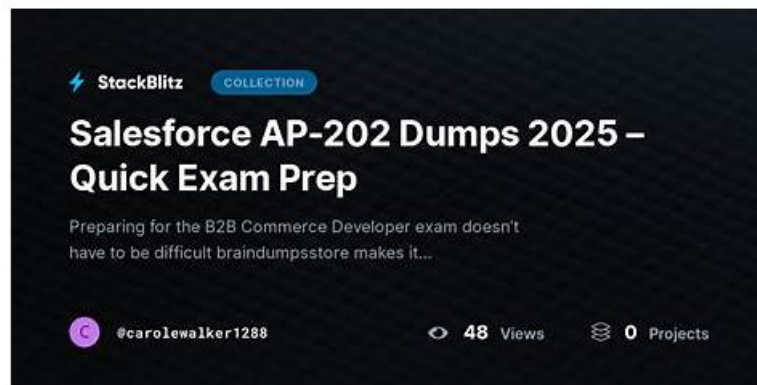 StackBlitz COLLECTION
Salesforce AP-202 Dumps 2025 –
Quick Exam Prep
Preparing for the B2B Commerce Developer exam doesn't
have to be difficult braindumpsstore makes it...
C @carolewalker1288 48 Views 0 Projects